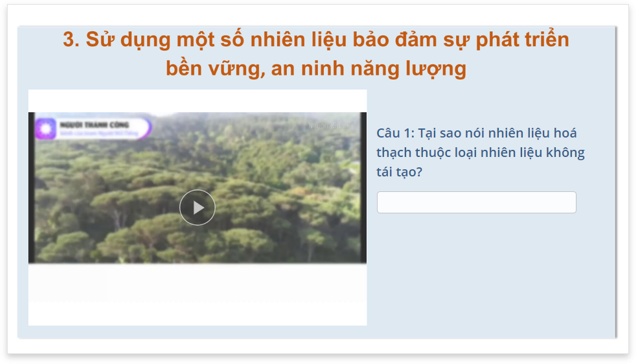 3. Sử dụng một số nhiên liệu bảo đảm sự phát triển
bền vững, an ninh năng lượng
NGƯỜI THÀNH CÔNG
Câu 1: Tại sao nói nhiên liệu hoá
thạch thuộc loại nhiên liệu không
tái tạo?